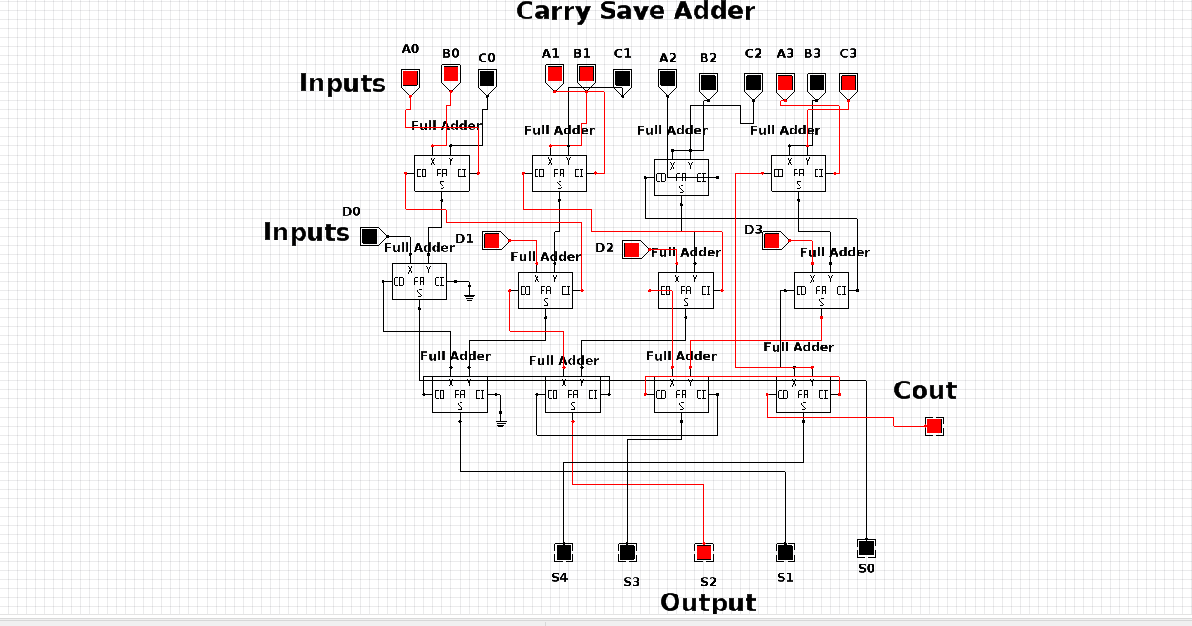 Carry Save Adder
A0 B0 C0 A1 B1 C1 A2 B2 C2 A3 B3 C3
Inputs
Full Adder Full Adder Full Adder Full Adder
X Y X Y X Y X Y
CO FA CI CO FA CI CO FA CI CO FA CI
S S S S
D0
Inputs D1 D2 D3
Full Adder Full Adder Full Adder Full Adder
X Y X Y X Y X Y
CO FA CI CO FA CI CO FA CI CO FA CI
S S S S
Full Adder Full Adder Full Adder Full Adder
X Y X Y X Y X Y
CO FA CI CO FA CI CO FA CI CO FA CI
S S S S
Cout
S4 S3 S2 S1 S0
Output